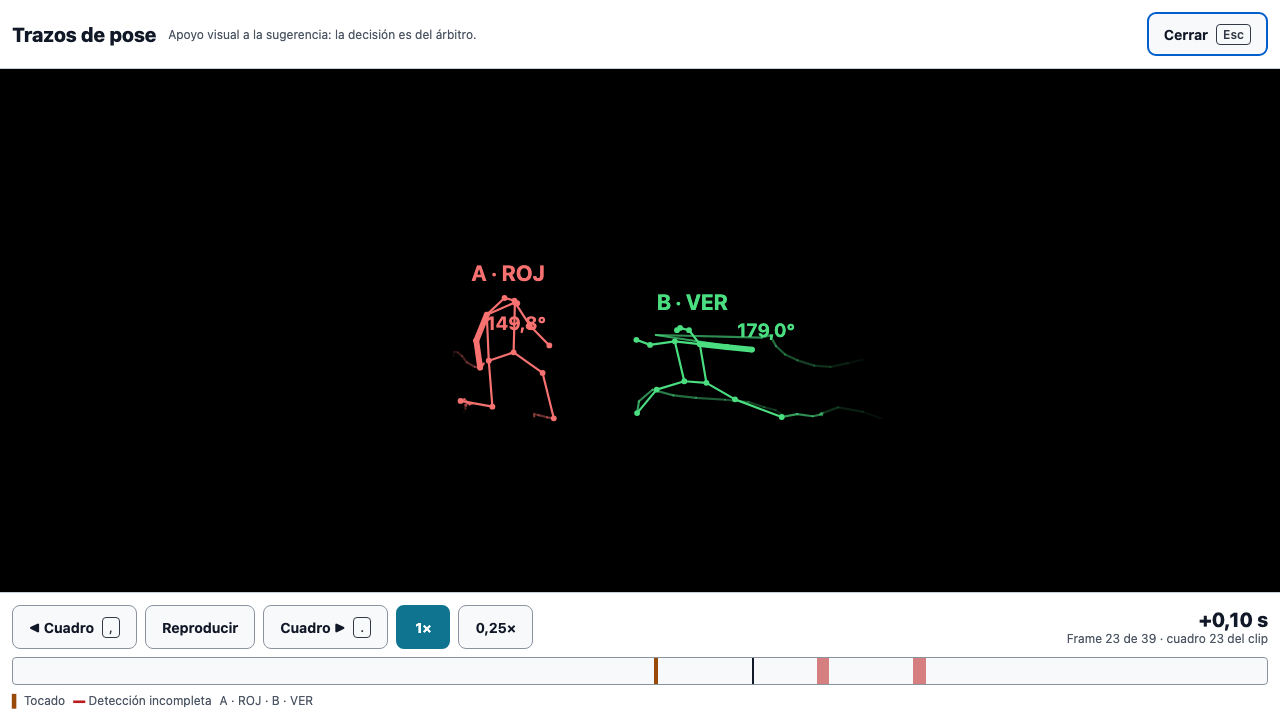 Trazos de pose Apoyo visual a la sugerencia: la decisión es del árbitro. Cerrar Esc
A · ROJ
149,8°
B · VER
179,0°
◀ Cuadro , Reproducir Cuadro ▶ . 1× 0,25×
+0,10 s
Frame 23 de 39 · cuadro 23 del clip
Tocado Detección incompleta A · ROJ · B · VER